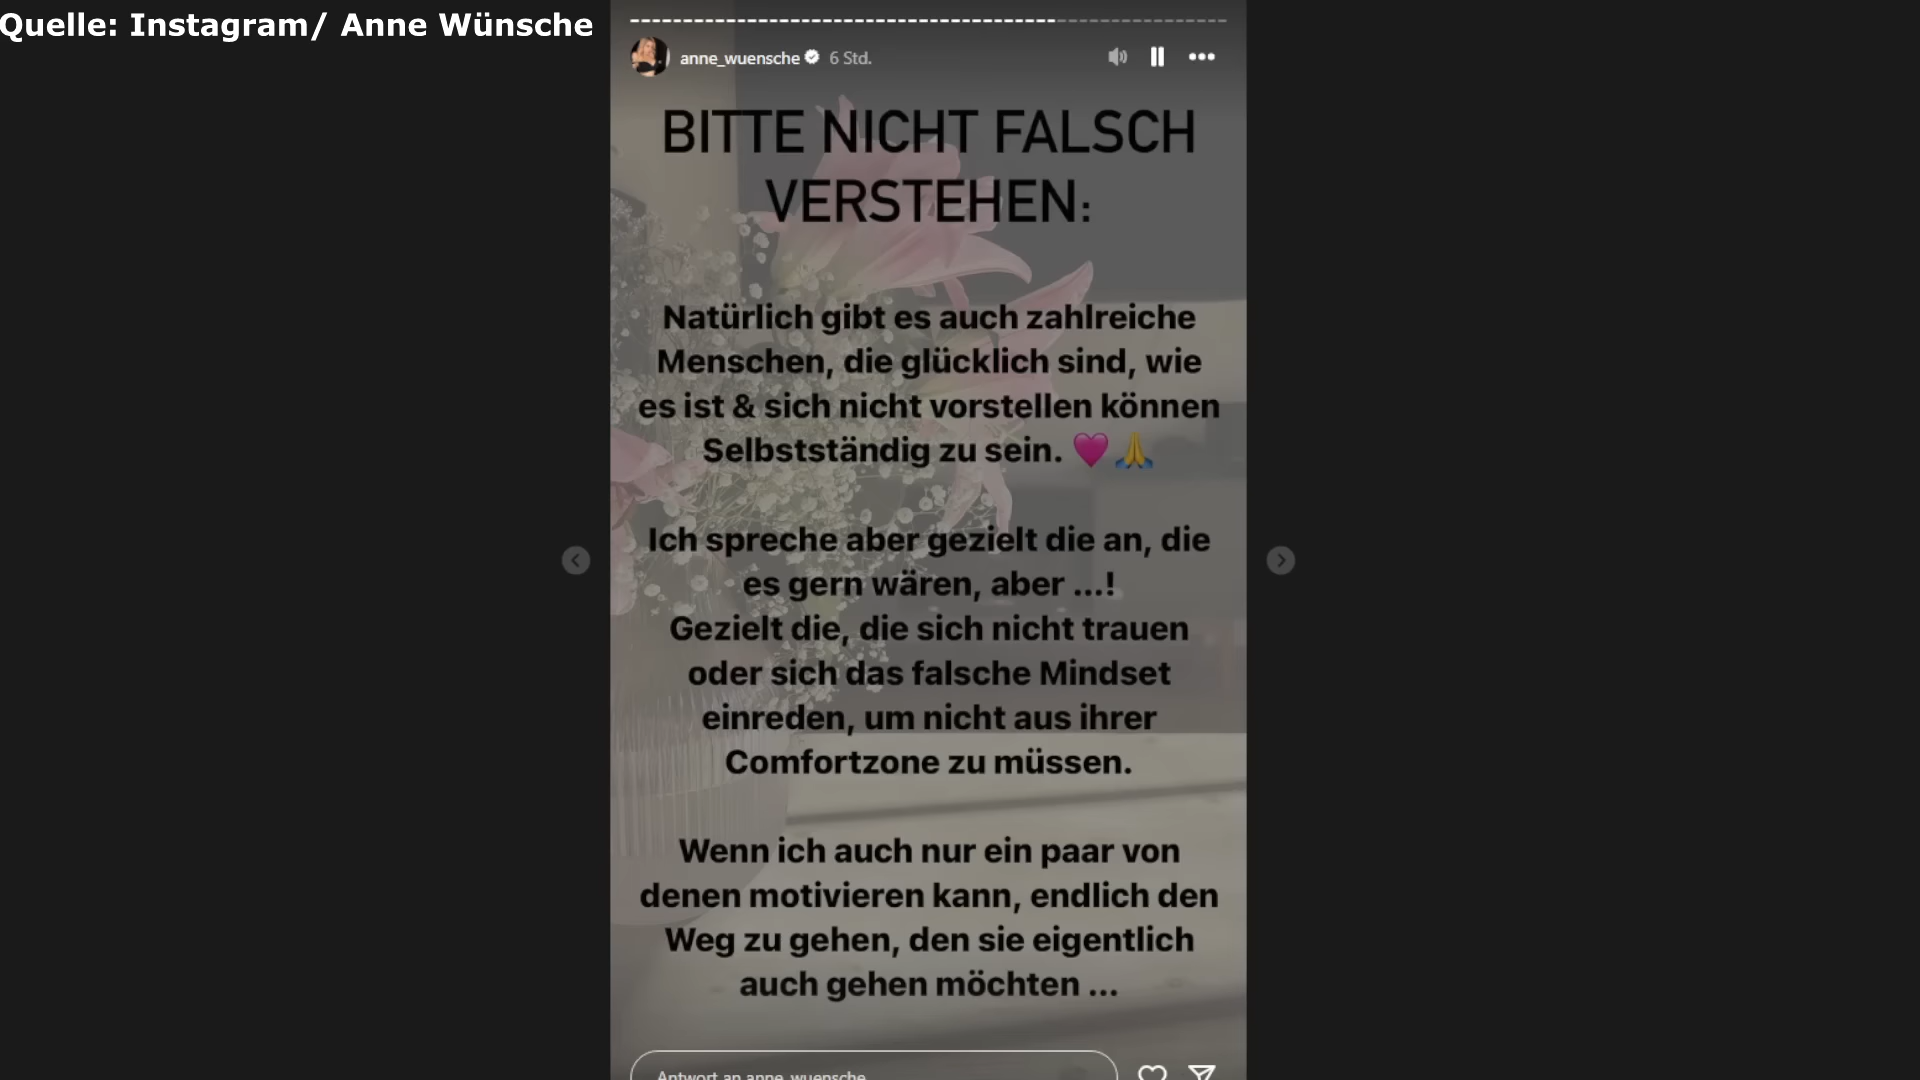 Quelle: Instagram/ Anne Wünsche
anne_wuensche 6 Std.
BITTE NICHT FALSCH
VERSTEHEN:
Natürlich gibt es auch zahlreiche
Menschen, die glücklich sind, wie
es ist & sich nicht vorstellen können
Selbstständig zu sein. 💗🙏
Ich spreche aber gezielt die an, die
es gern wären, aber ...!
Gezielt die, die sich nicht trauen
oder sich das falsche Mindset
einreden, um nicht aus ihrer
Comfortzone zu müssen.
Wenn ich auch nur ein paar von
denen motivieren kann, endlich den
Weg zu gehen, den sie eigentlich
auch gehen möchten ...
Antwort an anne_wuensche